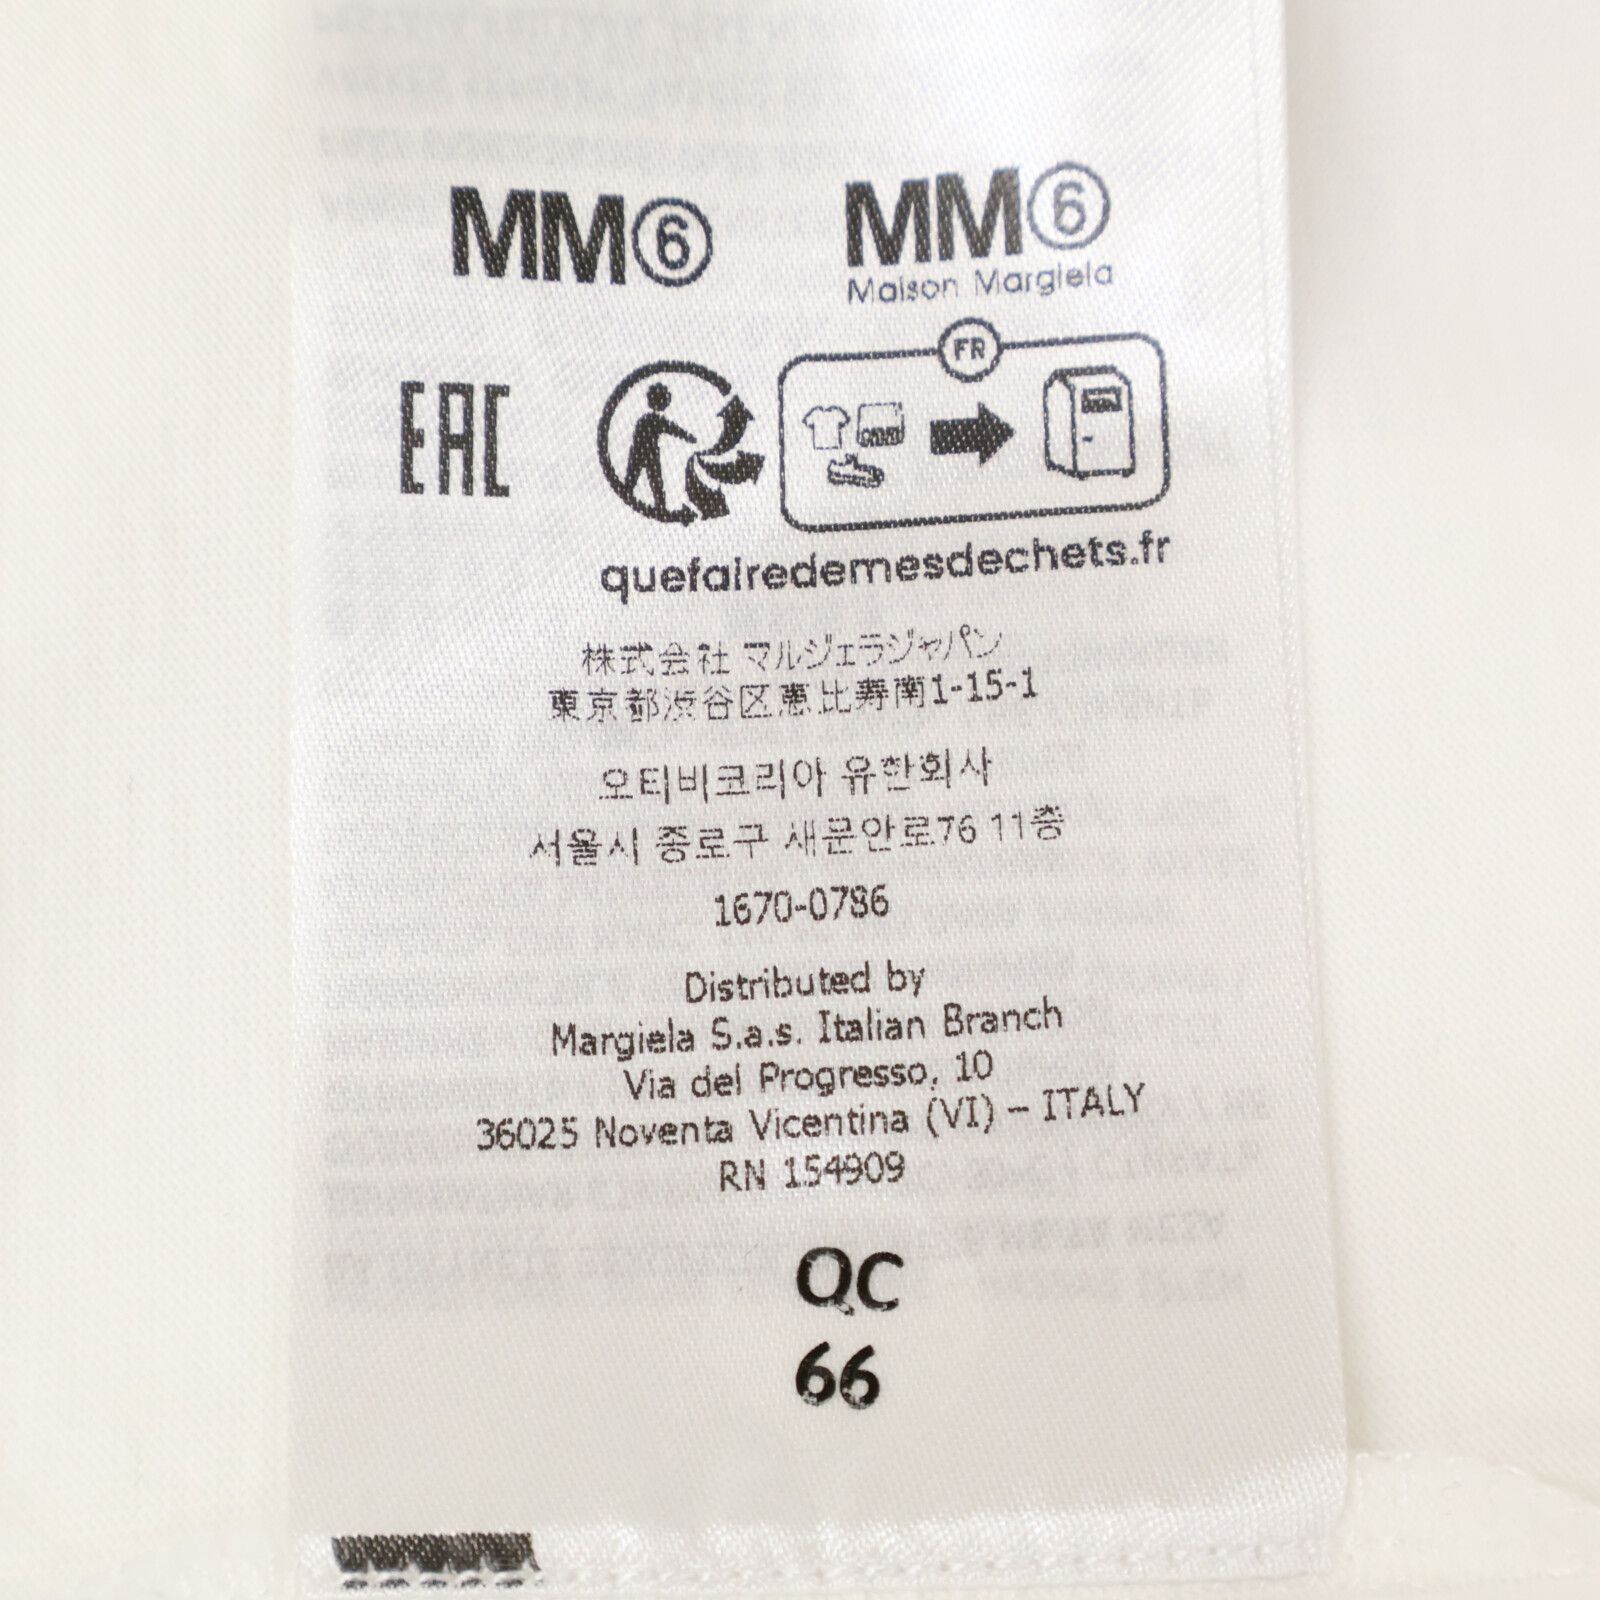 MM6
MM6
Maison Margiela
FR
EAC
quefairedemesdechets.fr
株式会社 マルジェラジャパン
東京都渋谷区恵比寿南1-15-1
오티비코리아 유한회사
서울시 종로구 새문안로76 11층
1670-0786
Distributed by
Margiela S.a.s. Italian Branch
Via del Progresso, 10
36025 Noventa Vicentina (VI) – ITALY
RN 154909
QC
66